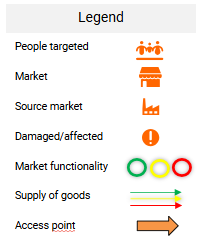 Legend
People targeted
Market
Source market
Damaged/affected
Market functionality
Supply of goods
Access point